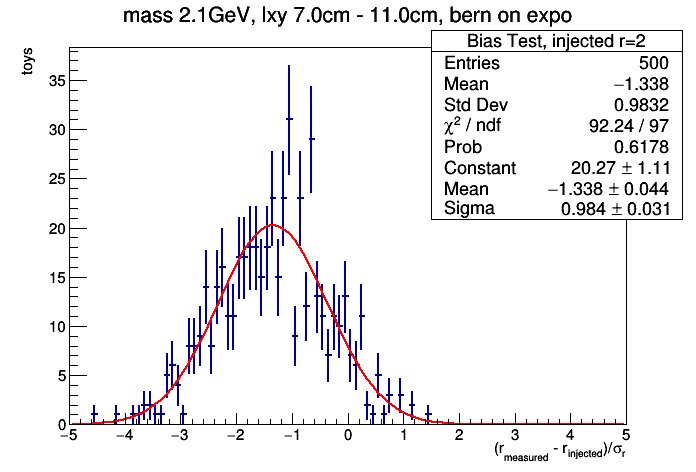 mass 2.1GeV, lxy 7.0cm - 11.0cm, bern on expo
Bias Test, injected r=2
Entries 500
Mean −1.338
Std Dev 0.9832
χ² / ndf 92.24 / 97
Prob 0.6178
Constant 20.27 ± 1.11
Mean −1.338 ± 0.044
Sigma 0.984 ± 0.031
toys
35
30
25
20
15
10
5
0
−5 −4 −3 −2 −1 0 1 2 3 4 5
(r_measured - r_injected)/σ_r